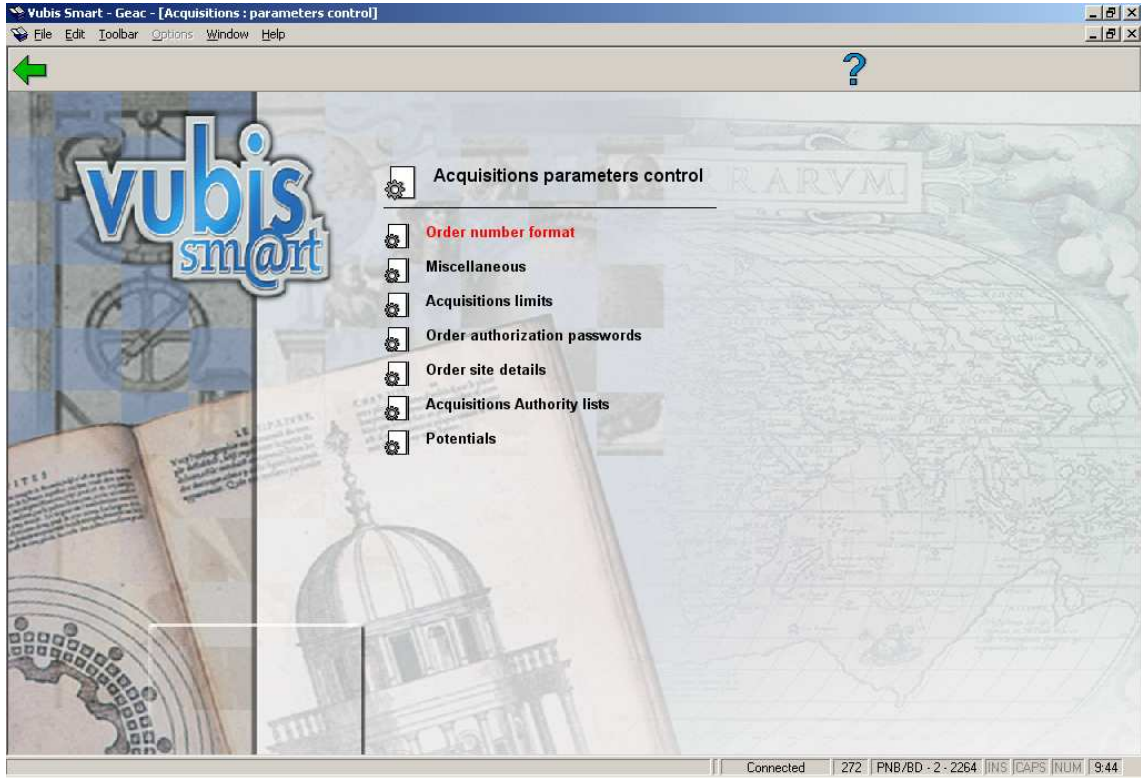 Vubis Smart - Geac - [Acquisitions : parameters control]
File Edit Toolbar Options Window Help
?
vubis
sm@rt
ARVM
Acquisitions parameters control
Order number format
Miscellaneous
Acquisitions limits
Order authorization passwords
Order site details
Acquisitions Authority lists
Potentials
Connected 272 PNB/BD - 2 - 2264 INS CAPS NUM 9:44